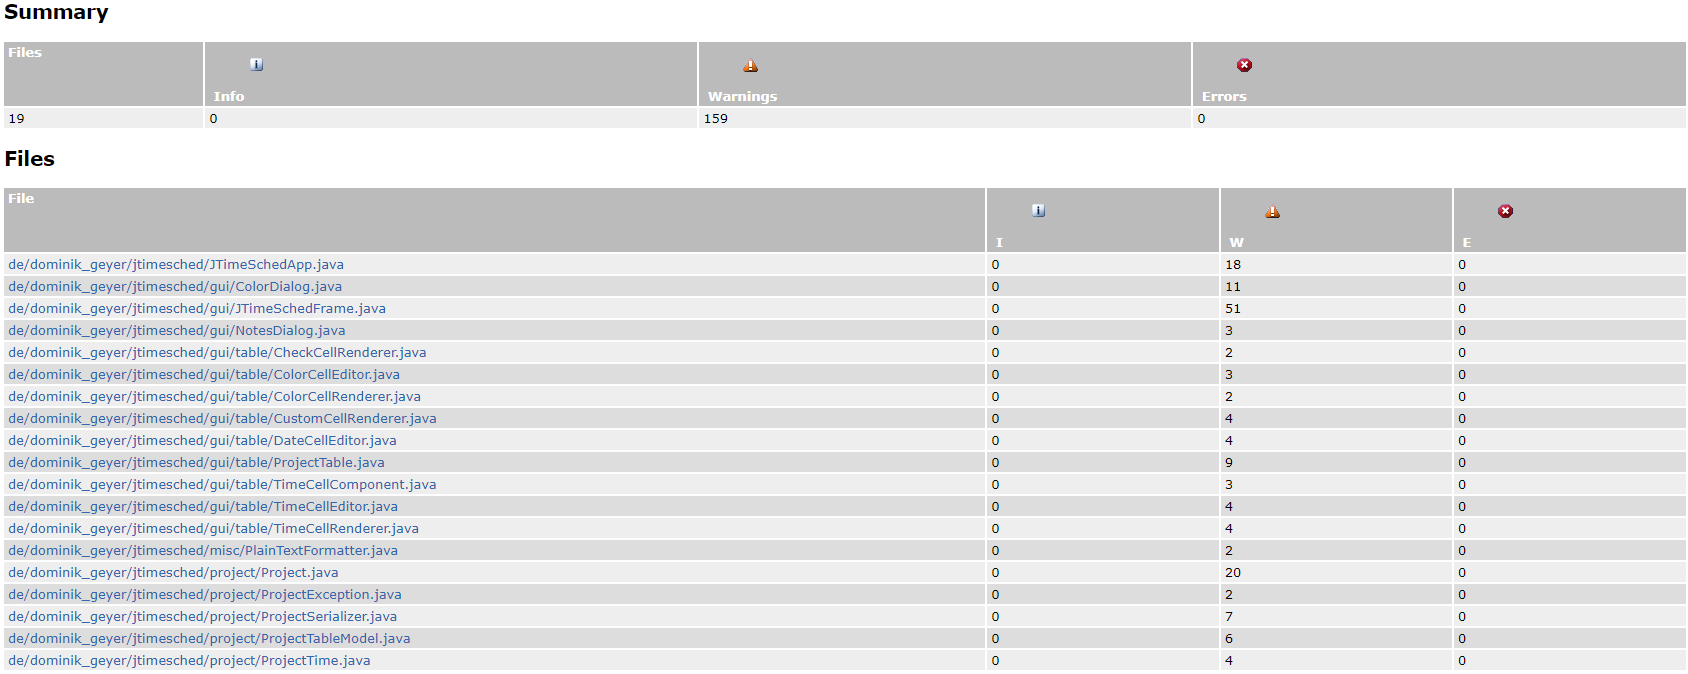 Summary
Files Info Warnings Errors
19 0 159 0
Files
File I W E
de/dominik_geyer/jtimesched/JTimeSchedApp.java 0 18 0
de/dominik_geyer/jtimesched/gui/ColorDialog.java 0 11 0
de/dominik_geyer/jtimesched/gui/JTimeSchedFrame.java 0 51 0
de/dominik_geyer/jtimesched/gui/NotesDialog.java 0 3 0
de/dominik_geyer/jtimesched/gui/table/CheckCellRenderer.java 0 2 0
de/dominik_geyer/jtimesched/gui/table/ColorCellEditor.java 0 3 0
de/dominik_geyer/jtimesched/gui/table/ColorCellRenderer.java 0 2 0
de/dominik_geyer/jtimesched/gui/table/CustomCellRenderer.java 0 4 0
de/dominik_geyer/jtimesched/gui/table/DateCellEditor.java 0 4 0
de/dominik_geyer/jtimesched/gui/table/ProjectTable.java 0 9 0
de/dominik_geyer/jtimesched/gui/table/TimeCellComponent.java 0 3 0
de/dominik_geyer/jtimesched/gui/table/TimeCellEditor.java 0 4 0
de/dominik_geyer/jtimesched/gui/table/TimeCellRenderer.java 0 4 0
de/dominik_geyer/jtimesched/misc/PlainTextFormatter.java 0 2 0
de/dominik_geyer/jtimesched/project/Project.java 0 20 0
de/dominik_geyer/jtimesched/project/ProjectException.java 0 2 0
de/dominik_geyer/jtimesched/project/ProjectSerializer.java 0 7 0
de/dominik_geyer/jtimesched/project/ProjectTableModel.java 0 6 0
de/dominik_geyer/jtimesched/project/ProjectTime.java 0 4 0